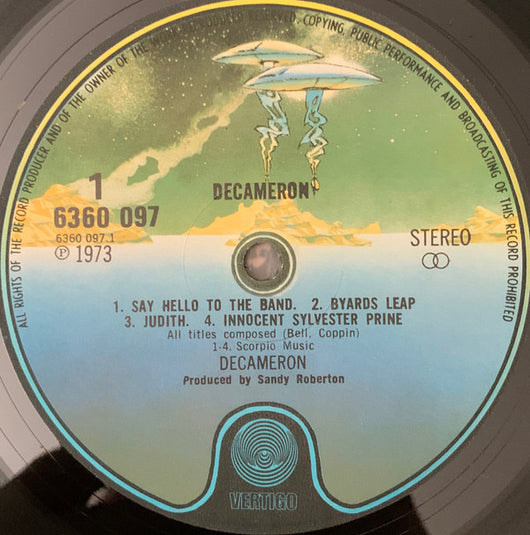 ALL RIGHTS OF THE RECORD PRODUCER AND OF THE OWNER OF THE WORK REPRODUCED RESERVED. COPYING, PUBLIC PERFORMANCE AND BROADCASTING OF THIS RECORD PROHIBITED
DECAMERON
1
6360 097
6360 097.1
Ⓟ 1973
STEREO
1. SAY HELLO TO THE BAND. 2. BYARDS LEAP
3. JUDITH. 4. INNOCENT SYLVESTER PRINE
All titles composed (Bell, Coppin)
1-4. Scorpio Music
DECAMERON
Produced by Sandy Roberton
VERTIGO